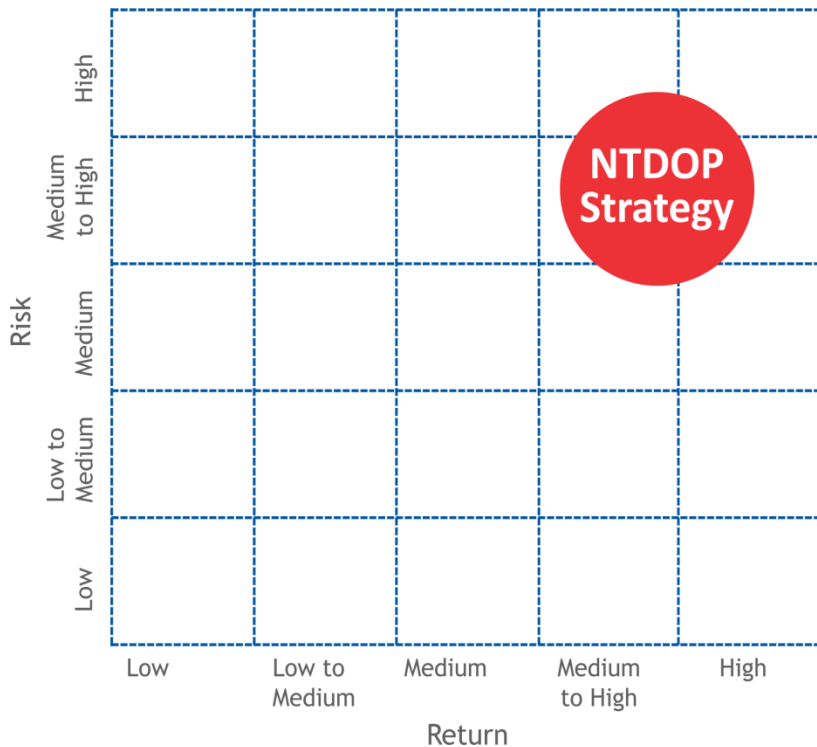 High
Medium
to High
Medium
Low to
Medium
Low
Risk
NTDOP
Strategy
Low
Low to
Medium
Medium
Medium
to High
High
Return